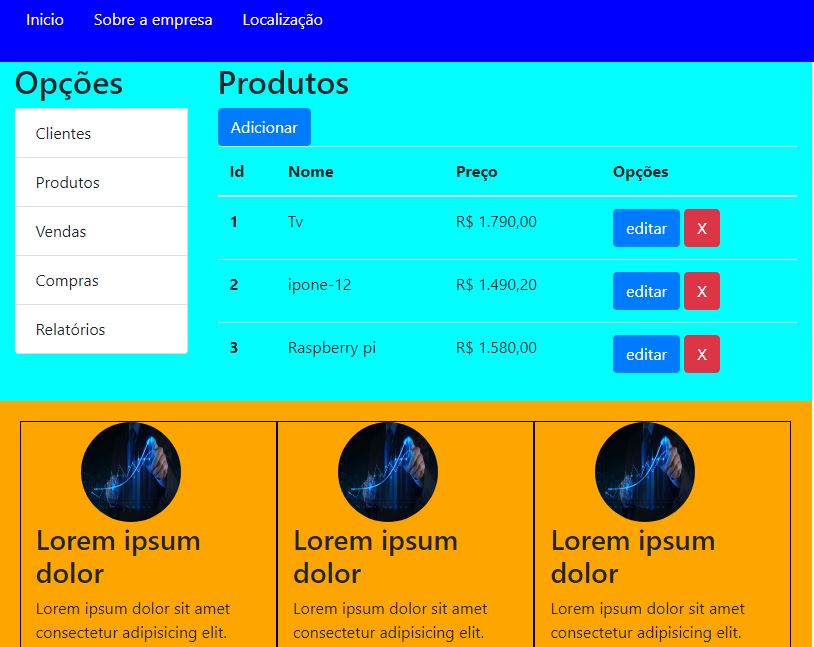 Inicio Sobre a empresa Localização
Opções
Clientes
Produtos
Vendas
Compras
Relatórios
Produtos
Adicionar
Id Nome Preço Opções
1 Tv R$ 1.790,00 editar X
2 ipone-12 R$ 1.490,20 editar X
3 Raspberry pi R$ 1.580,00 editar X
Lorem ipsum
dolor
Lorem ipsum dolor sit amet
consectetur adipisicing elit.
Lorem ipsum
dolor
Lorem ipsum dolor sit amet
consectetur adipisicing elit.
Lorem ipsum
dolor
Lorem ipsum dolor sit amet
consectetur adipisicing elit.